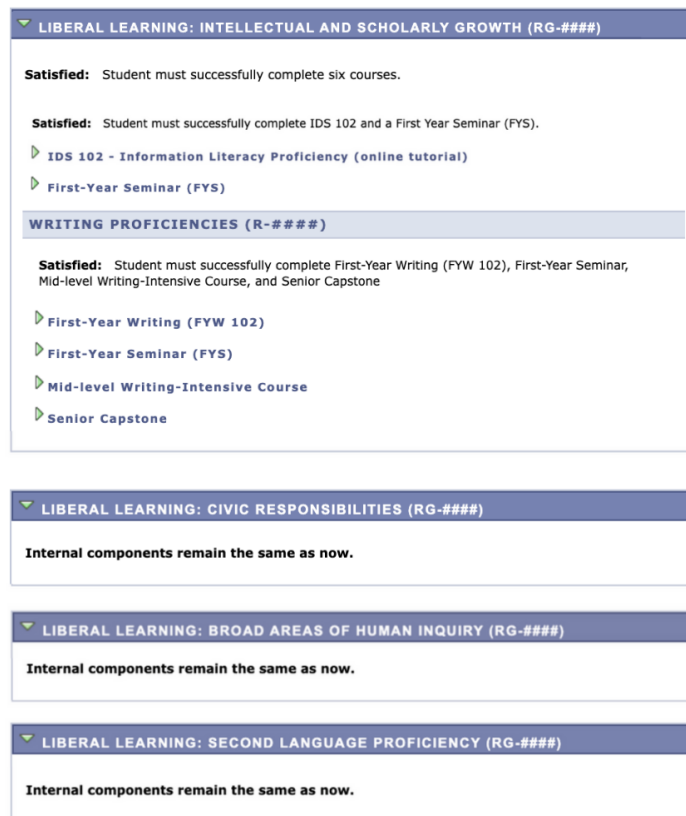 LIBERAL LEARNING: INTELLECTUAL AND SCHOLARLY GROWTH (RG-####)
Satisfied: Student must successfully complete six courses.
Satisfied: Student must successfully complete IDS 102 and a First Year Seminar (FYS).
IDS 102 - Information Literacy Proficiency (online tutorial)
First-Year Seminar (FYS)
WRITING PROFICIENCIES (R-####)
Satisfied: Student must successfully complete First-Year Writing (FYW 102), First-Year Seminar,
Mid-level Writing-Intensive Course, and Senior Capstone
First-Year Writing (FYW 102)
First-Year Seminar (FYS)
Mid-level Writing-Intensive Course
Senior Capstone
LIBERAL LEARNING: CIVIC RESPONSIBILITIES (RG-####)
Internal components remain the same as now.
LIBERAL LEARNING: BROAD AREAS OF HUMAN INQUIRY (RG-####)
Internal components remain the same as now.
LIBERAL LEARNING: SECOND LANGUAGE PROFICIENCY (RG-####)
Internal components remain the same as now.